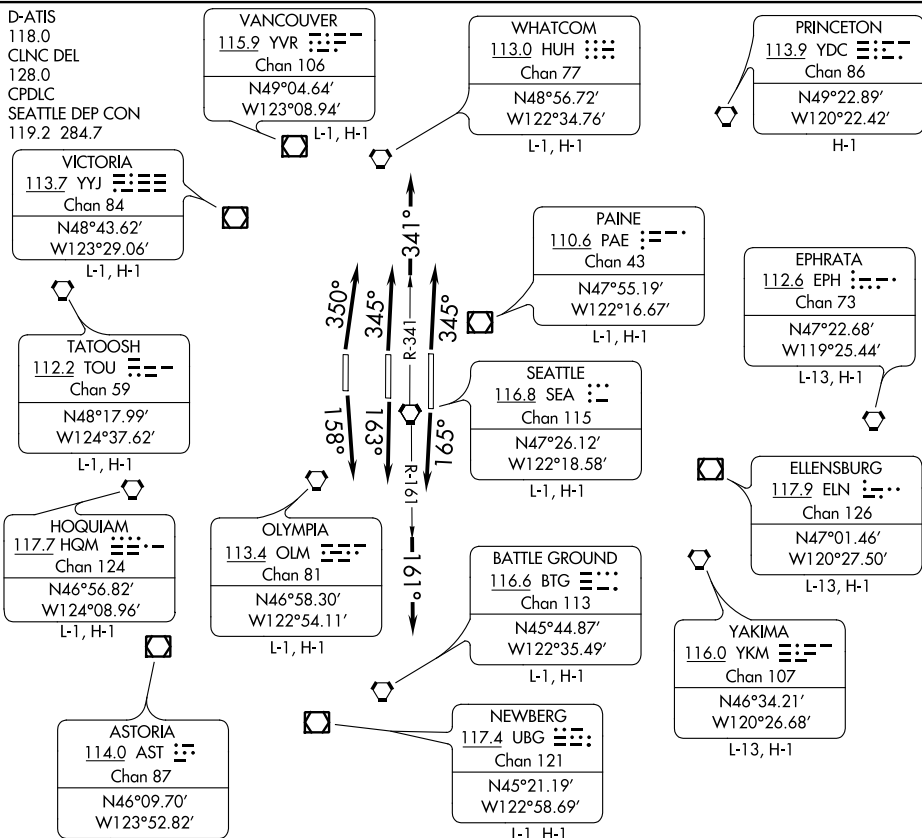 D-ATIS
118.0
CLNC DEL
128.0
CPDLC
SEATTLE DEP CON
119.2 284.7
VANCOUVER
115.9 YVR
Chan 106
N49°04.64′
W123°08.94′
L-1, H-1
WHATCOM
113.0 HUH
Chan 77
N48°56.72′
W122°34.76′
L-1, H-1
PRINCETON
113.9 YDC
Chan 86
N49°22.89′
W120°22.42′
H-1
VICTORIA
113.7 YYJ
Chan 84
N48°43.62′
W123°29.06′
L-1, H-1
PAINE
110.6 PAE
Chan 43
N47°55.19′
W122°16.67′
L-1, H-1
EPHRATA
112.6 EPH
Chan 73
N47°22.68′
W119°25.44′
L-13, H-1
341°
350°
345°
R-341
345°
TATOOSH
112.2 TOU
Chan 59
N48°17.99′
W124°37.62′
L-1, H-1
SEATTLE
116.8 SEA
Chan 115
N47°26.12′
W122°18.58′
L-1, H-1
158°
163°
R-161
165°
161°
ELLENSBURG
117.9 ELN
Chan 126
N47°01.46′
W120°27.50′
L-13, H-1
HOQUIAM
117.7 HQM
Chan 124
N46°56.82′
W124°08.96′
L-1, H-1
OLYMPIA
113.4 OLM
Chan 81
N46°58.30′
W122°54.11′
L-1, H-1
BATTLE GROUND
116.6 BTG
Chan 113
N45°44.87′
W122°35.49′
L-1, H-1
YAKIMA
116.0 YKM
Chan 107
N46°34.21′
W120°26.68′
L-13, H-1
ASTORIA
114.0 AST
Chan 87
N46°09.70′
W123°52.82′
NEWBERG
117.4 UBG
Chan 121
N45°21.19′
W122°58.69′
L-1, H-1